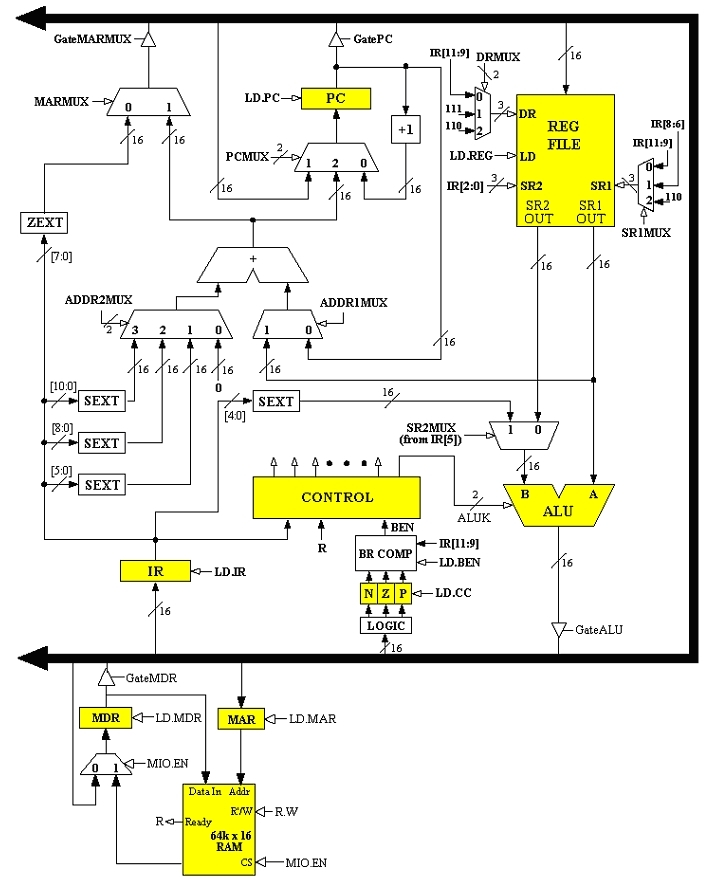 GateMARMUX
GatePC
16
IR[11:9]
DRMUX
2
MARMUX
0 1
LD.PC
PC
+1
0
111 1
110 2
3
DR
REG
FILE
IR[8:6]
IR[11:9]
16
16
PCMUX
2
1 2 0
LD.REG
LD
IR[2:0]
3
SR2
SR1
3
0
1
2
110
16
16
16
SR2
OUT
SR1
OUT
SR1MUX
ZEXT
[7:0]
+
16
16
ADDR2MUX
2
3 2 1 0
ADDR1MUX
1 0
16
16
16
16
16
16
0
[10:0]
SEXT
[4:0]
SEXT
16
[8:0]
SEXT
SR2MUX
(from IR[5])
1 0
16
[5:0]
SEXT
CONTROL
2
ALUK
B A
ALU
R
BEN
IR
LD.IR
BR COMP
IR[11:9]
LD.BEN
16
N Z P
LD.CC
16
LOGIC
16
GateALU
GateMDR
MDR
LD.MDR
MAR
LD.MAR
0 1
MIO.EN
Data In Addr
R'/W
R.W
R
Ready
64k x 16
RAM
CS
MIO.EN